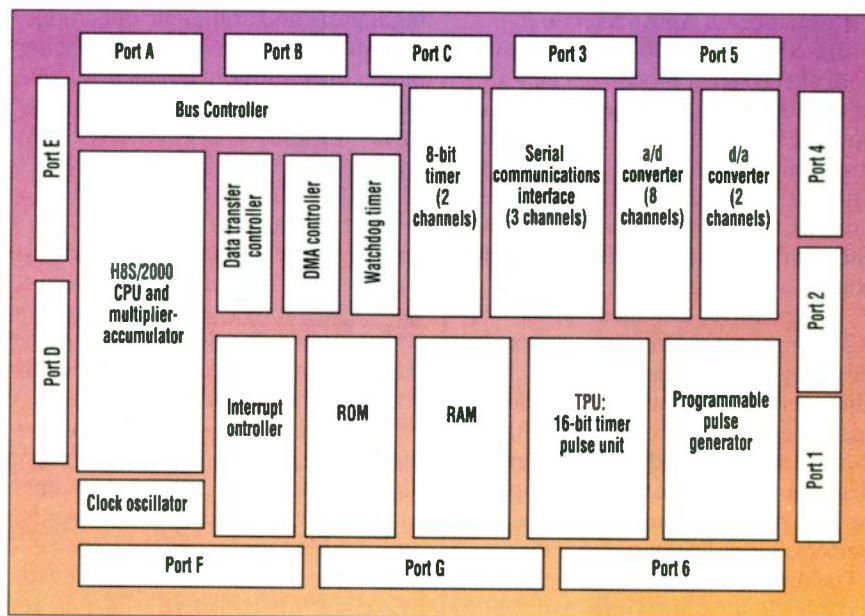 Port A
Port B
Port C
Port 3
Port 5
Port E
Bus Controller
8-bit
timer
(2
channels)
Serial
communications
interface
(3 channels)
a/d
converter
(8
channels)
d/a
converter
(2
channels)
Port 4
H8S/2000
CPU and
multiplier-
accumulator
Data transfer
controller
DMA controller
Watchdog timer
Port D
Port 2
Interrupt
ontroller
ROM
RAM
TPU:
16-bit timer
pulse unit
Programmable
pulse
generator
Port 1
Clock oscillator
Port F
Port G
Port 6